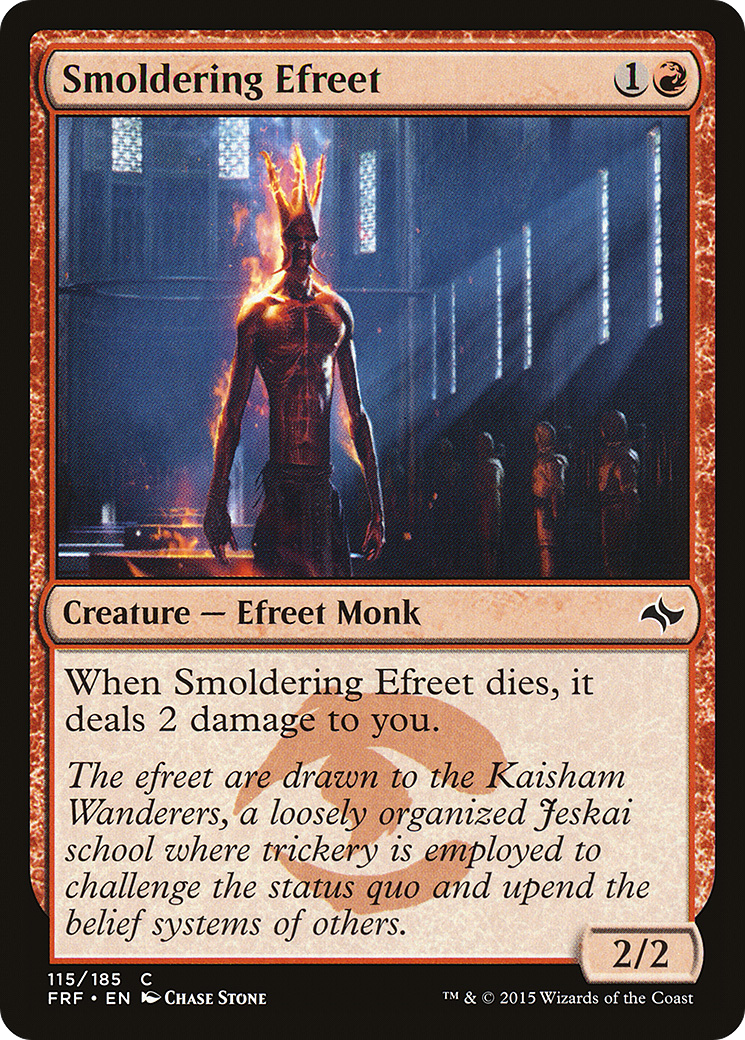 Smoldering Efreet 1
Creature — Efreet Monk
When Smoldering Efreet dies, it
deals 2 damage to you.
The efreet are drawn to the Kaisham
Wanderers, a loosely organized Jeskai
school where trickery is employed to
challenge the status quo and upend the
belief systems of others.
2/2
115/185 C
FRF • EN Chase Stone
™ & © 2015 Wizards of the Coast